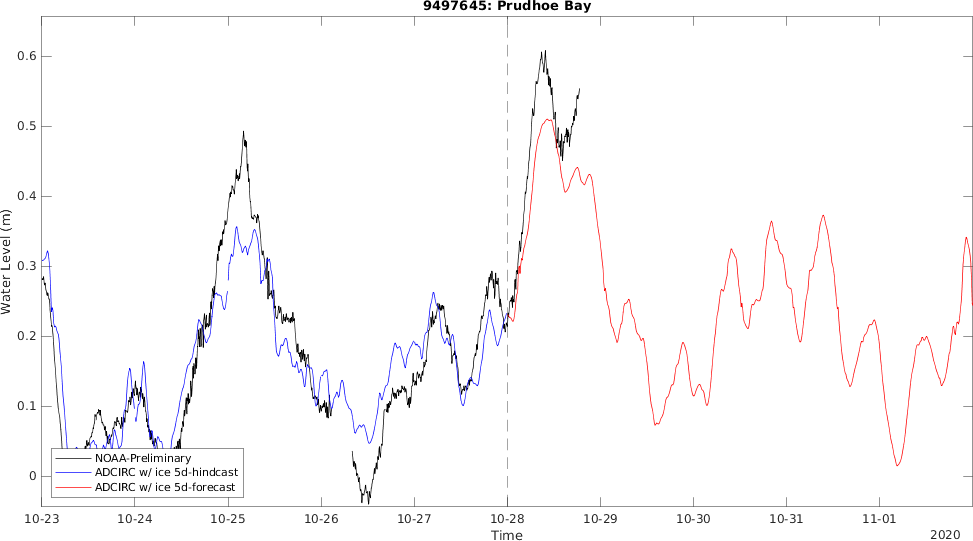 9497645: Prudhoe Bay
Water Level (m)
0.6
0.5
0.4
0.3
0.2
0.1
0
NOAA-Preliminary
ADCIRC w/ ice 5d-hindcast
ADCIRC w/ ice 5d-forecast
10-23 10-24 10-25 10-26 10-27 10-28 10-29 10-30 10-31 11-01
Time
2020